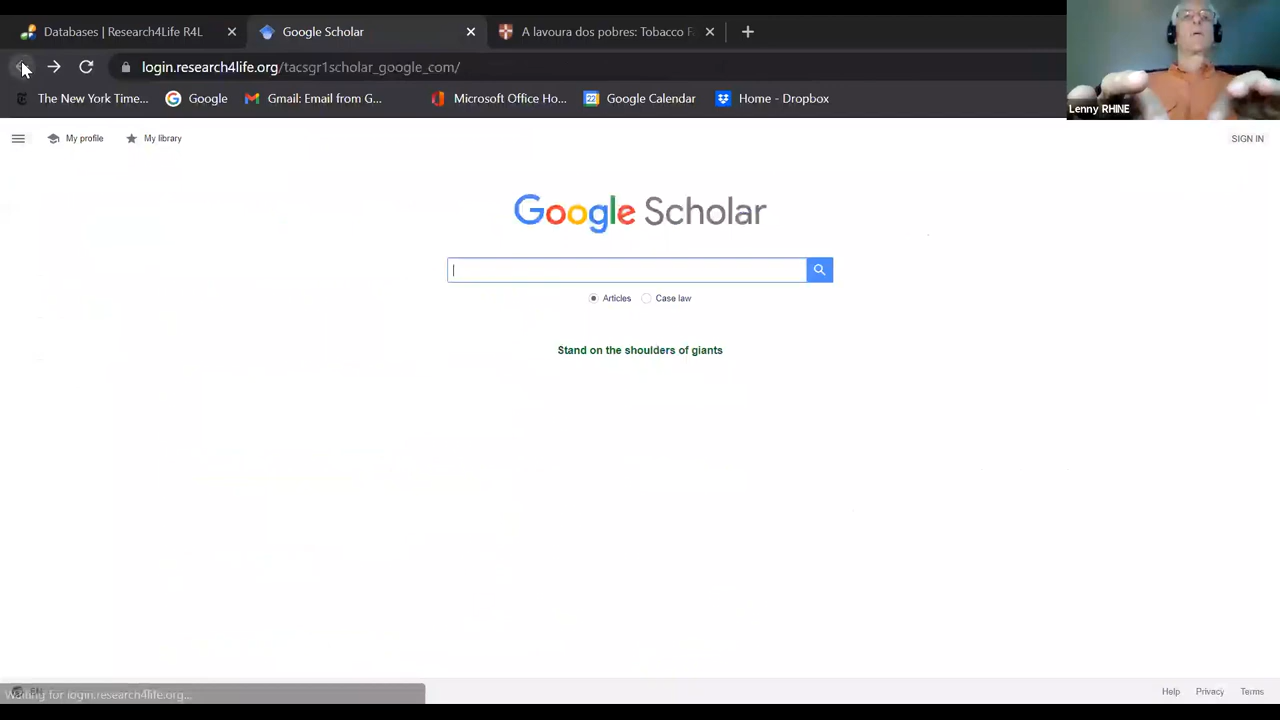 Databases | Research4Life R4L
Google Scholar
A lavoura dos pobres: Tobacco F
login.research4life.org/tacsgr1scholar_google_com/
The New York Time...
Google
Gmail: Email from G...
Microsoft Office Ho...
22
Google Calendar
Home - Dropbox
Lenny RHINE
My profile
My library
SIGN IN
Google Scholar
Articles
Case law
Stand on the shoulders of giants
Waiting for login.research4life.org...
EN
Help
Privacy
Terms